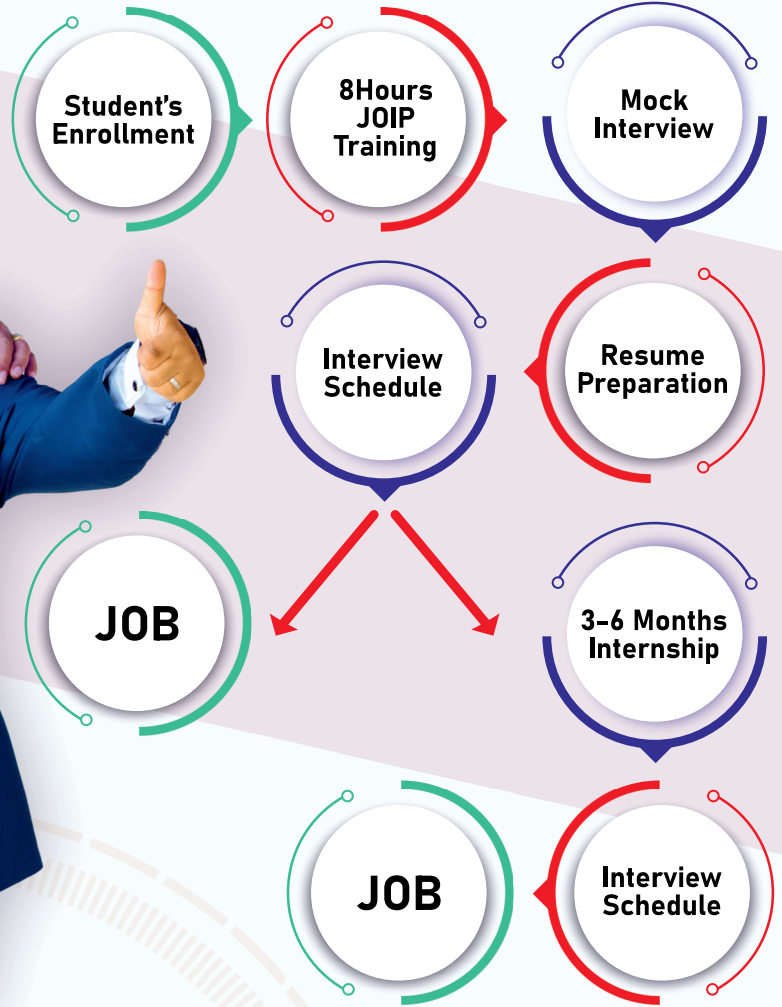 Student's
Enrollment
8Hours
JOIP
Training
Mock
Interview
Resume
Preparation
Interview
Schedule
JOB
3-6 Months
Internship
Interview
Schedule
JOB